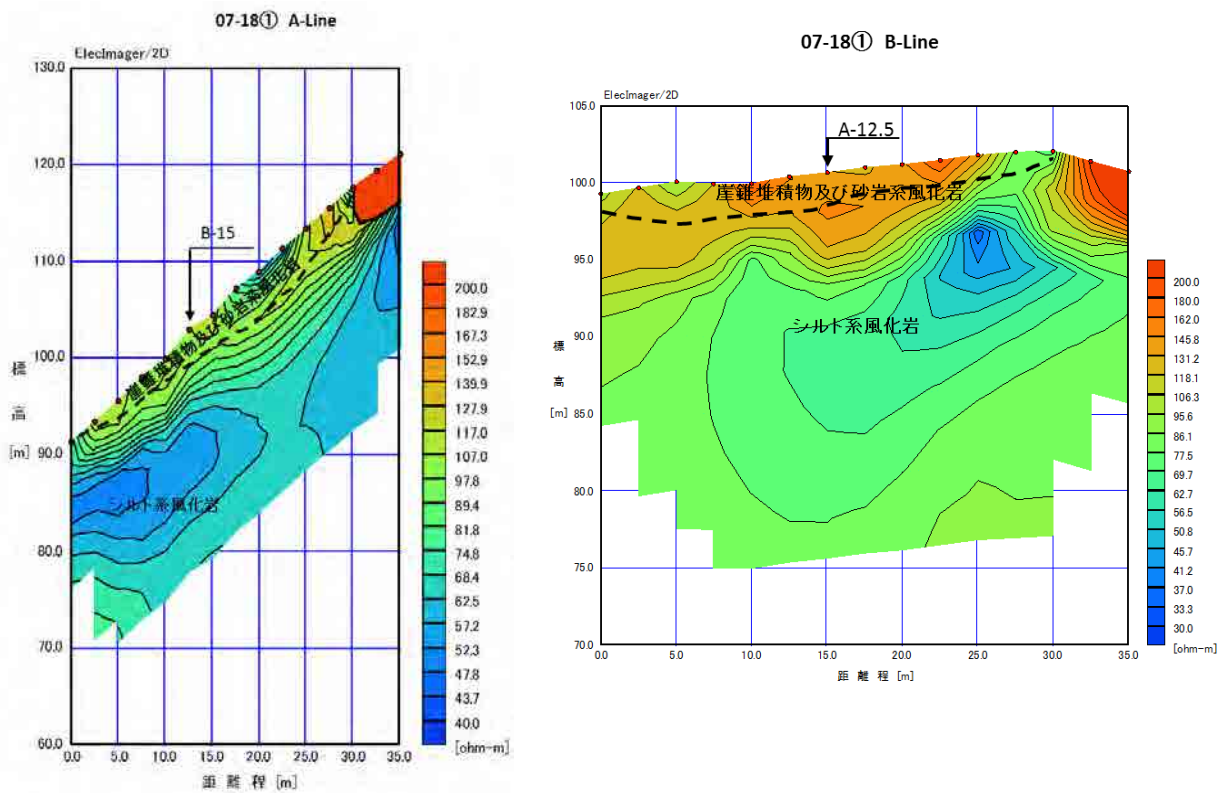 07-18① A-Line
ElecImager/2D
130.0
120.0
110.0
100.0
90.0
80.0
70.0
60.0
標
高
[m]
B-15
崖錐堆積物及び砂岩系風化岩
シルト系風化岩
0.0 5.0 10.0 15.0 20.0 25.0 30.0 35.0
距 離 程 [m]
200.0
182.9
167.3
152.9
139.9
127.9
117.0
107.0
97.8
89.4
81.8
74.8
68.4
62.5
57.2
52.3
47.8
43.7
40.0
[ohm-m]
07-18① B-Line
ElecImager/2D
105.0
100.0
95.0
90.0
85.0
80.0
75.0
70.0
標
高
[m]
A-12.5
崖錐堆積物及び砂岩系風化岩
シルト系風化岩
0.0 5.0 10.0 15.0 20.0 25.0 30.0 35.0
距 離 程 [m]
200.0
180.0
162.0
145.8
131.2
118.1
106.3
95.6
86.1
77.5
69.7
62.7
56.5
50.8
45.7
41.2
37.0
33.3
30.0
[ohm-m]